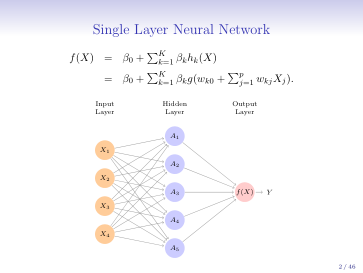 Single Layer Neural Network
f(X) = β₀ + ∑ᴷₖ₌₁ βₖhₖ(X)
= β₀ + ∑ᴷₖ₌₁ βₖg(wₖ₀ + ∑ᵖⱼ₌₁ wₖⱼXⱼ).
Input Layer
Hidden Layer
Output Layer
X₁
X₂
X₃
X₄
A₁
A₂
A₃
A₄
A₅
f(X)
Y
2 / 46